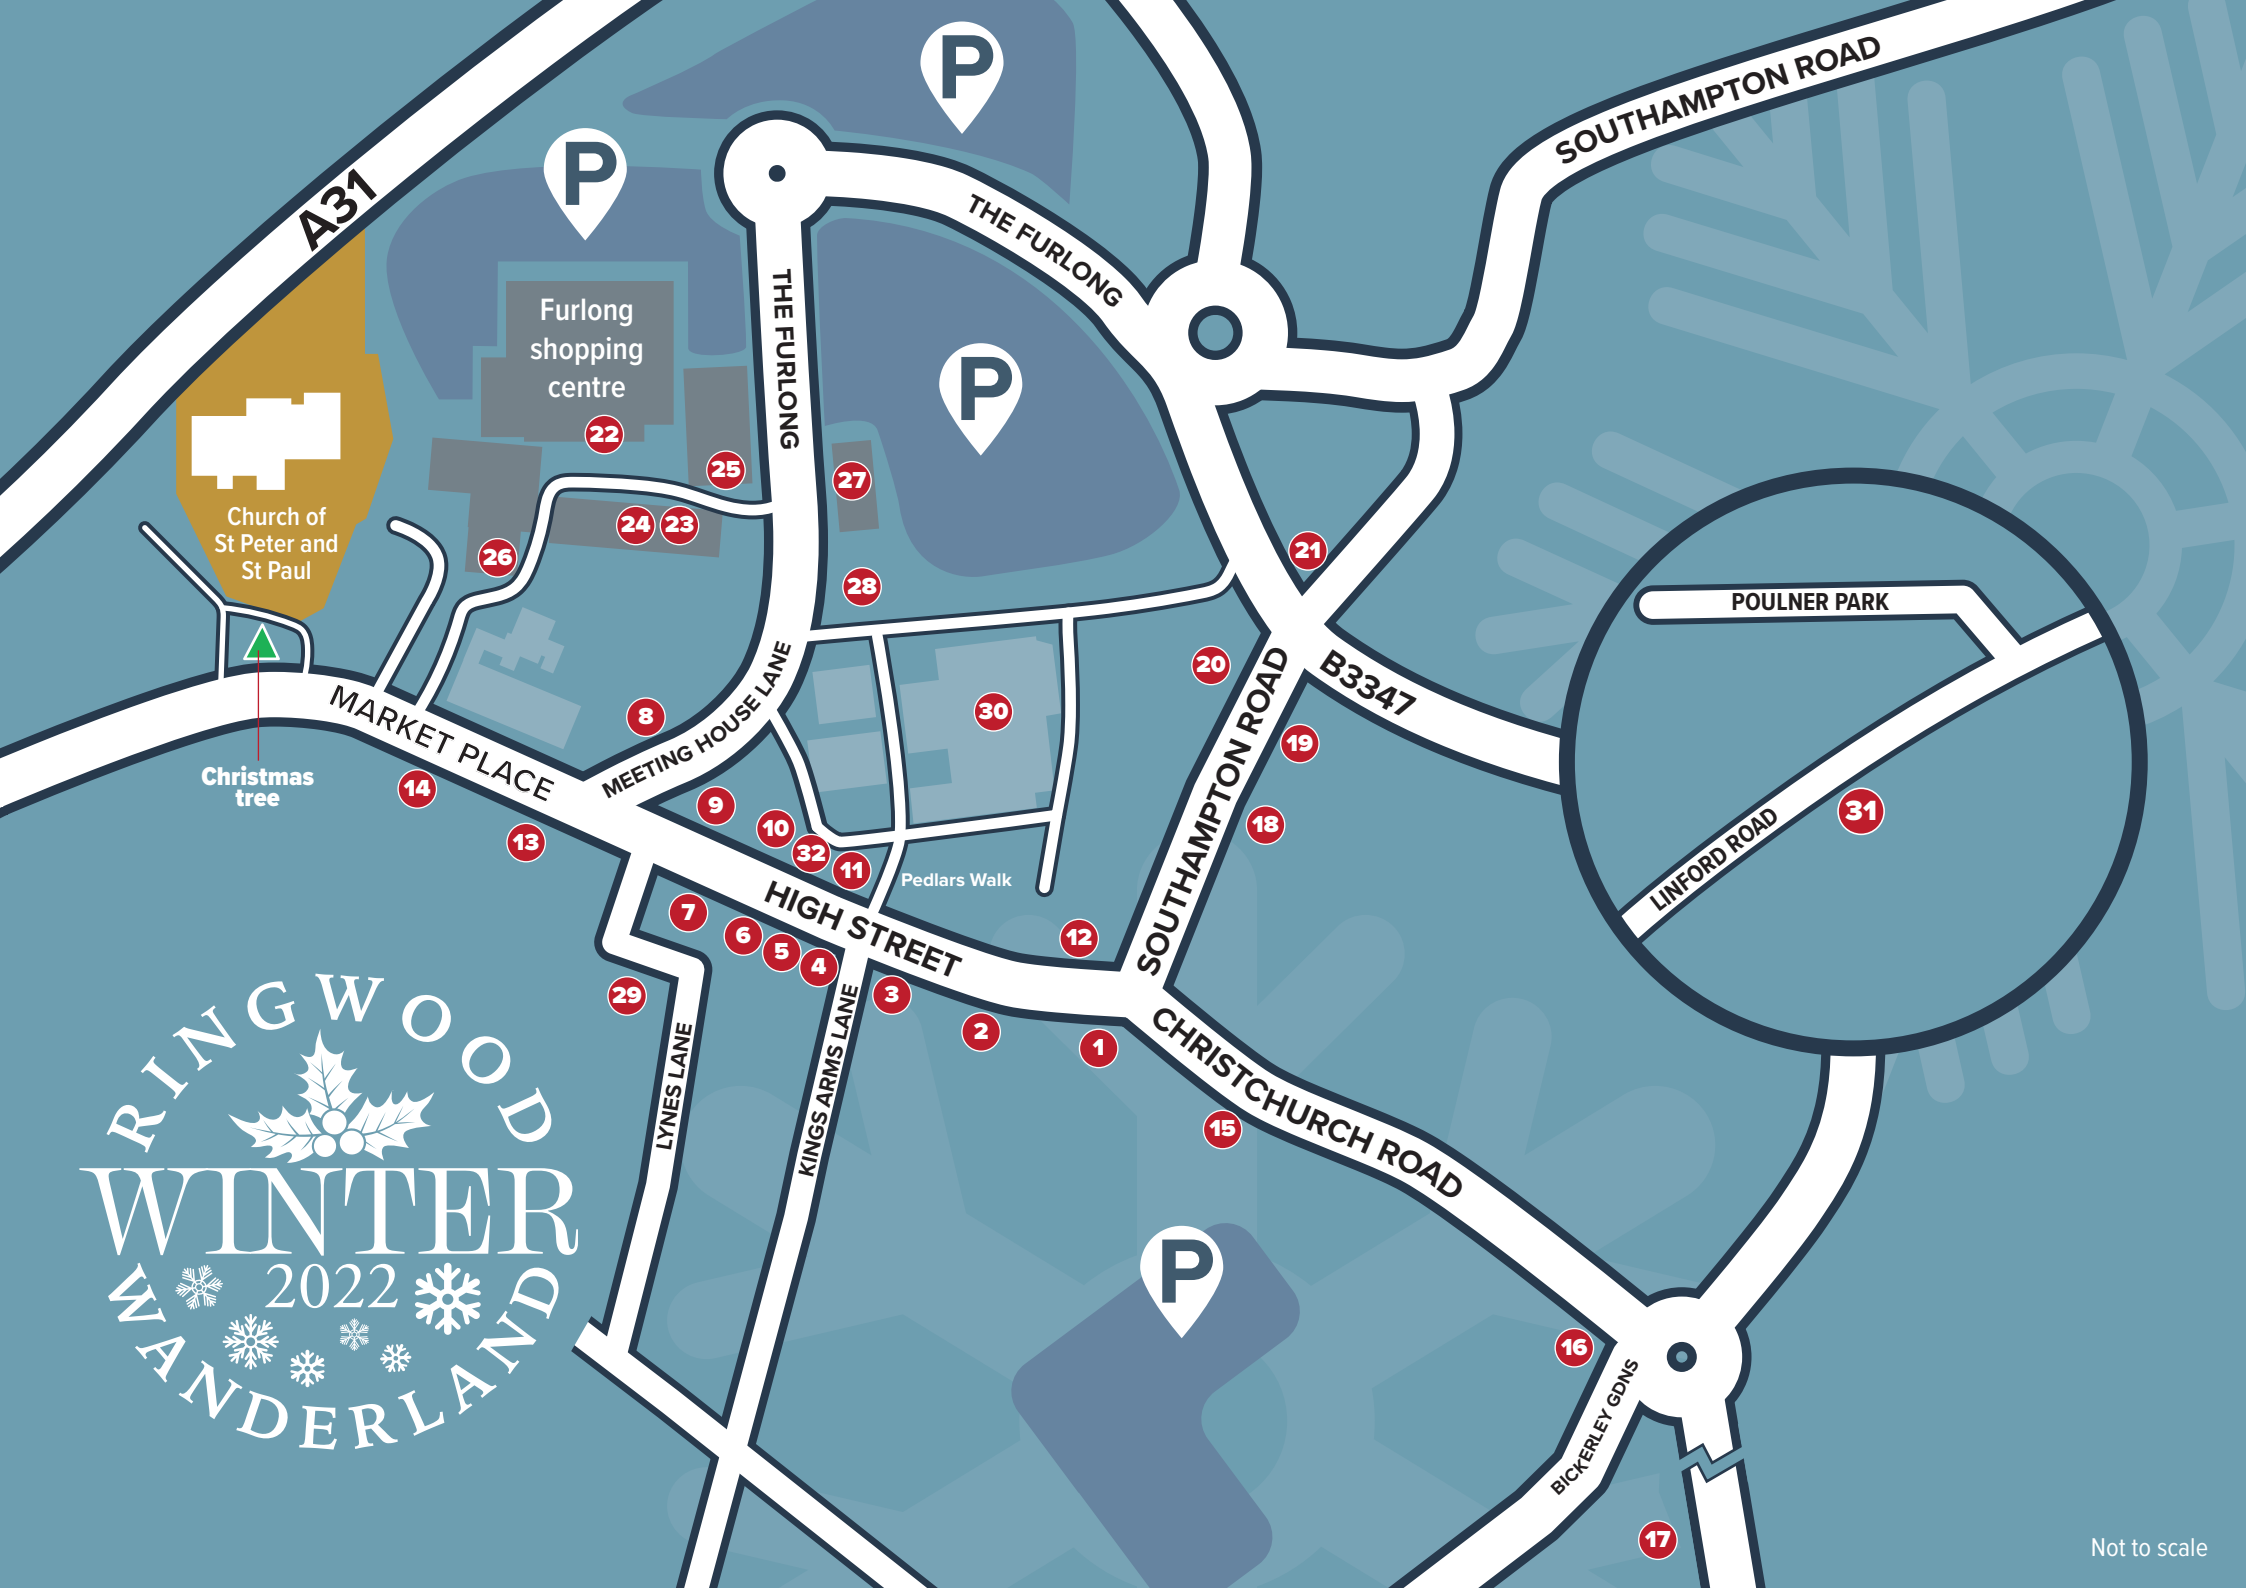 A31
SOUTHAMPTON ROAD
P
P
P
THE FURLONG
THE FURLONG
Furlong
shopping
centre
22
25
27
24
23
26
28
21
Church of
St Peter and
St Paul
Christmas
tree
MARKET PLACE
MEETING HOUSE LANE
8
14
13
9
10
32
11
30
20
19
18
B3347
SOUTHAMPTON ROAD
POULNER PARK
LINFORD ROAD
31
Pedlars Walk
HIGH STREET
12
7
6
5
4
3
2
1
29
LYNES LANE
KINGS ARMS LANE
CHRISTCHURCH ROAD
15
P
16
BICKERLEY GDNS
17
RINGWOOD
WINTER
2022
WANDERLAND
Not to scale